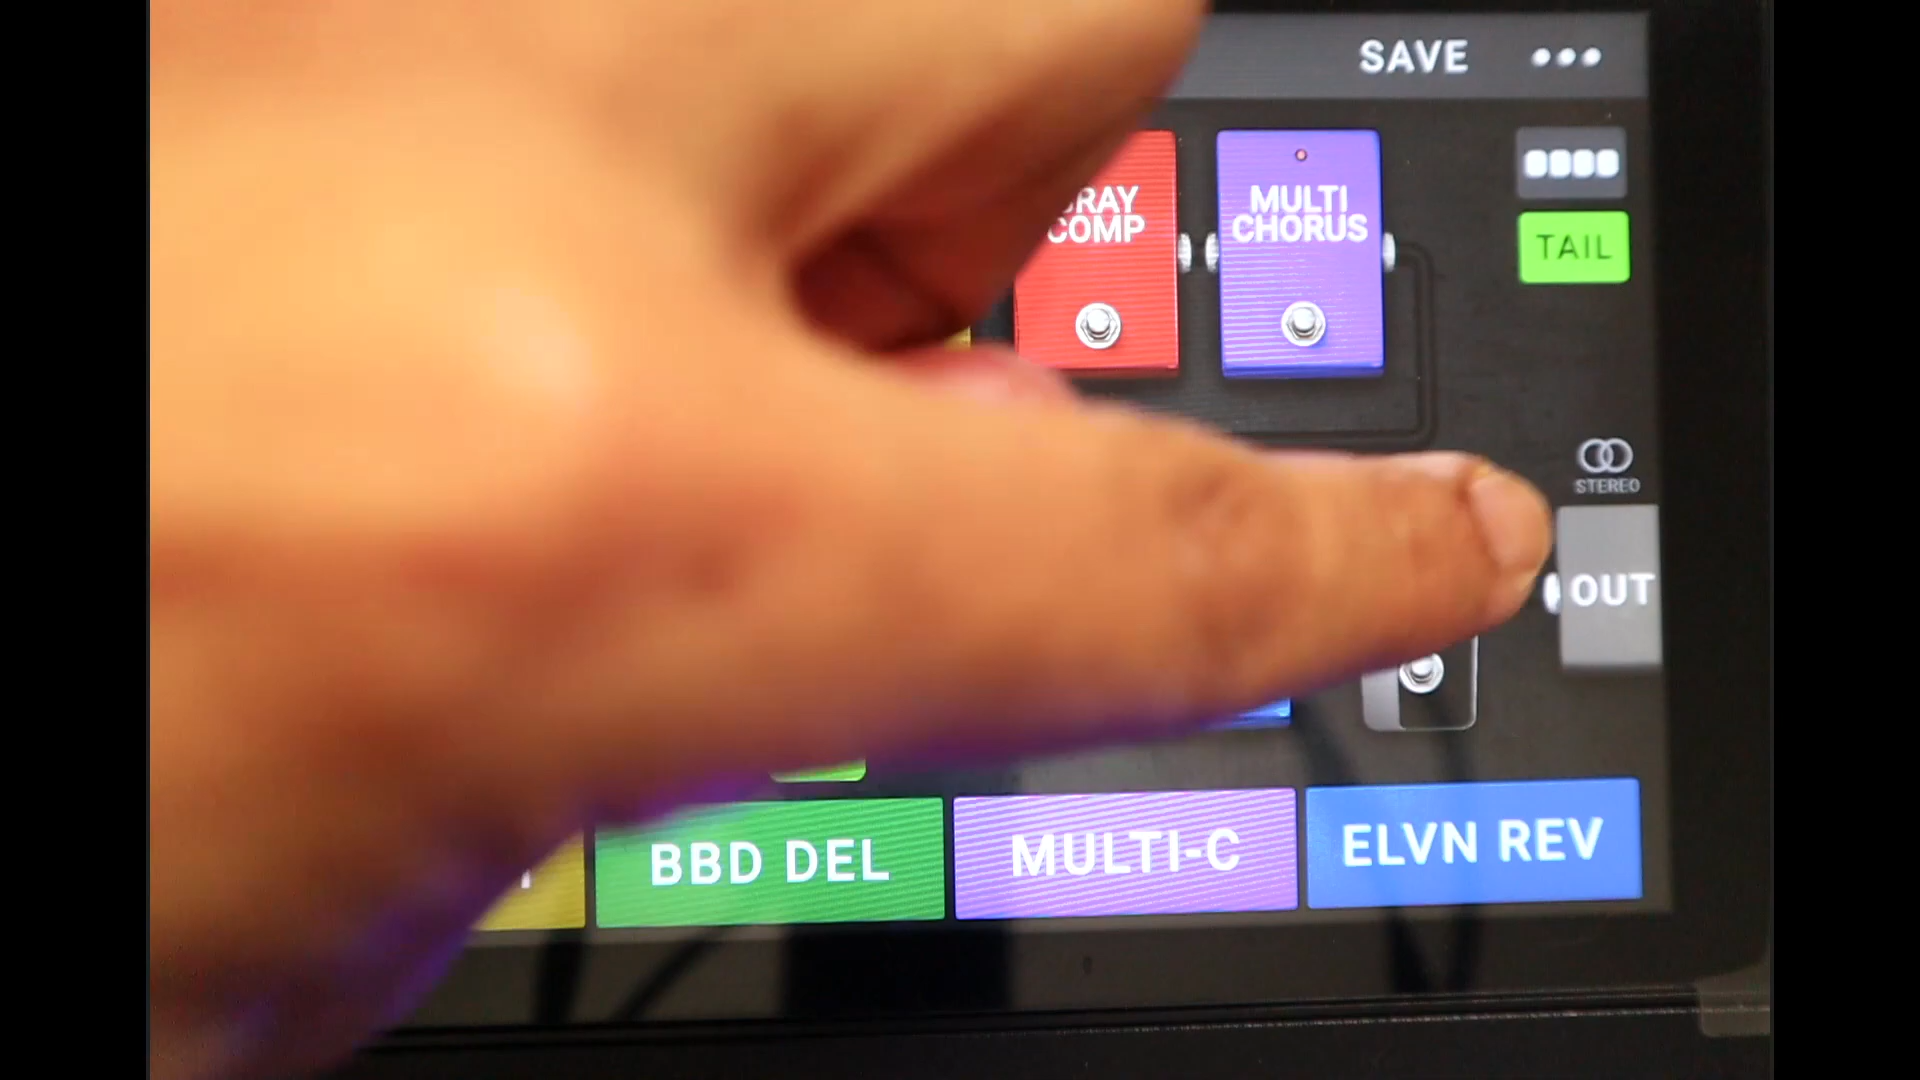 SAVE
COMP
MULTI
CHORUS
TAIL
STEREO
OUT
BBD DEL
MULTI-C
ELVN REV